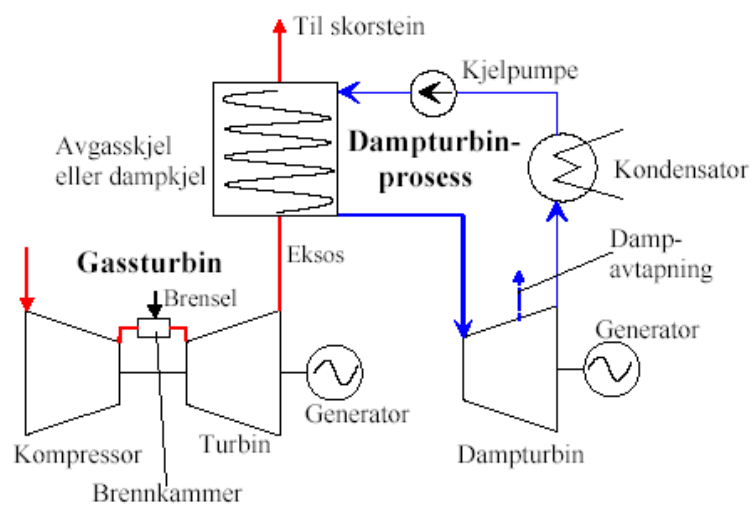 Til skorstein
Kjelpumpe
Avgasskjel
eller dampkjel
Dampturbin-
prosess
Kondensator
Gassturbin
Eksos
Damp-
avtapning
Brensel
Generator
Generator
Kompressor
Turbin
Dampturbin
Brennkammer